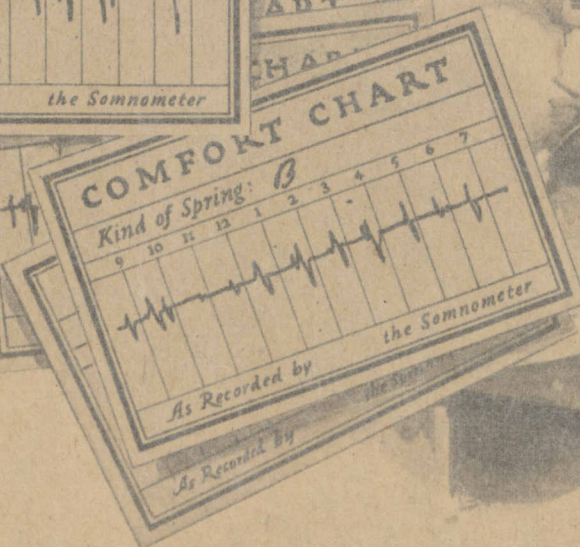 the Somnometer
CHAR
COMFORT CHART
Kind of Spring: B
9 10 11 12 1 2 3 4 5 6 7
As Recorded by the Somnometer
As Recorded by